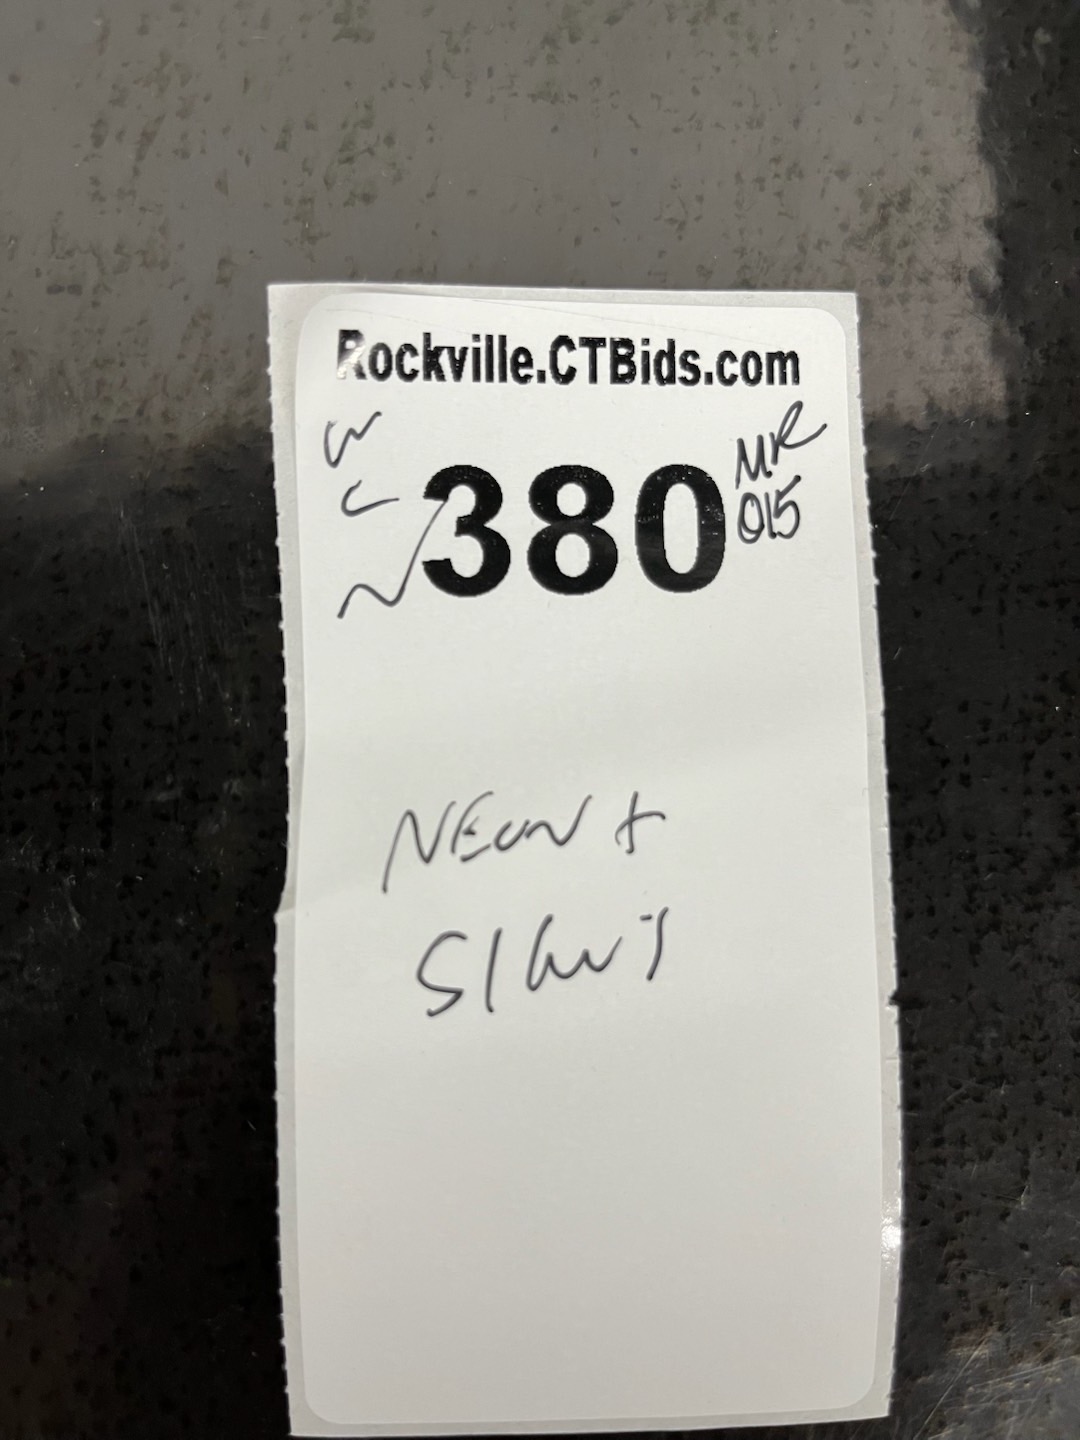 Rockville.CTBids.com
W
C
N
380
MR
015
NEON +
SIGNS